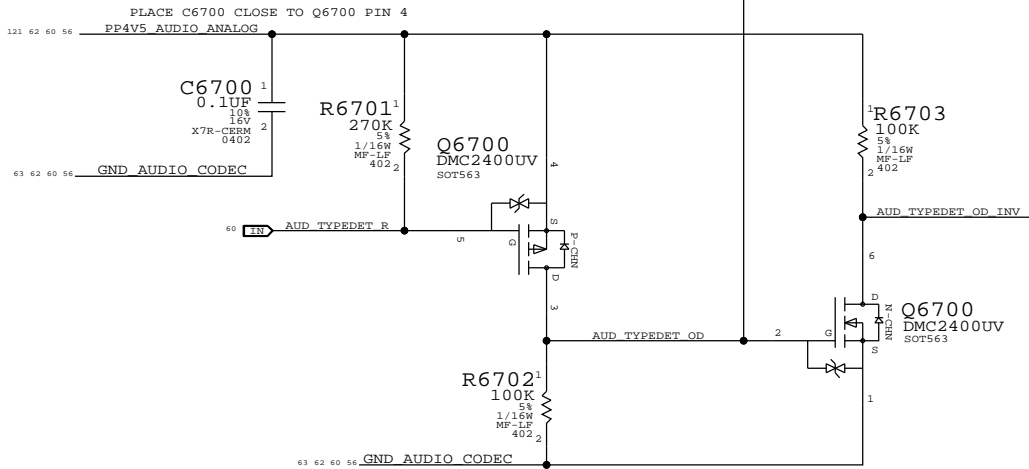 PLACE C6700 CLOSE TO Q6700 PIN 4
121 62 60 56 PP4V5_AUDIO_ANALOG
C6700 1
0.1UF
10%
16V
X7R-CERM 2
0402
63 62 60 56 GND_AUDIO_CODEC
R6701 1
270K
5%
1/16W
MF-LF
402 2
Q6700
DMC2400UV
SOT563
4
60 IN AUD_TYPEDET_R
5
G
S
D
P-CHN
3
1
R6703
100K
5%
1/16W
MF-LF
2 402
AUD_TYPEDET_OD_INV
6
AUD_TYPEDET_OD
2
G
D
S
N-CHN
Q6700
DMC2400UV
SOT563
1
R6702 1
100K
5%
1/16W
MF-LF
402 2
63 62 60 56 GND_AUDIO_CODEC